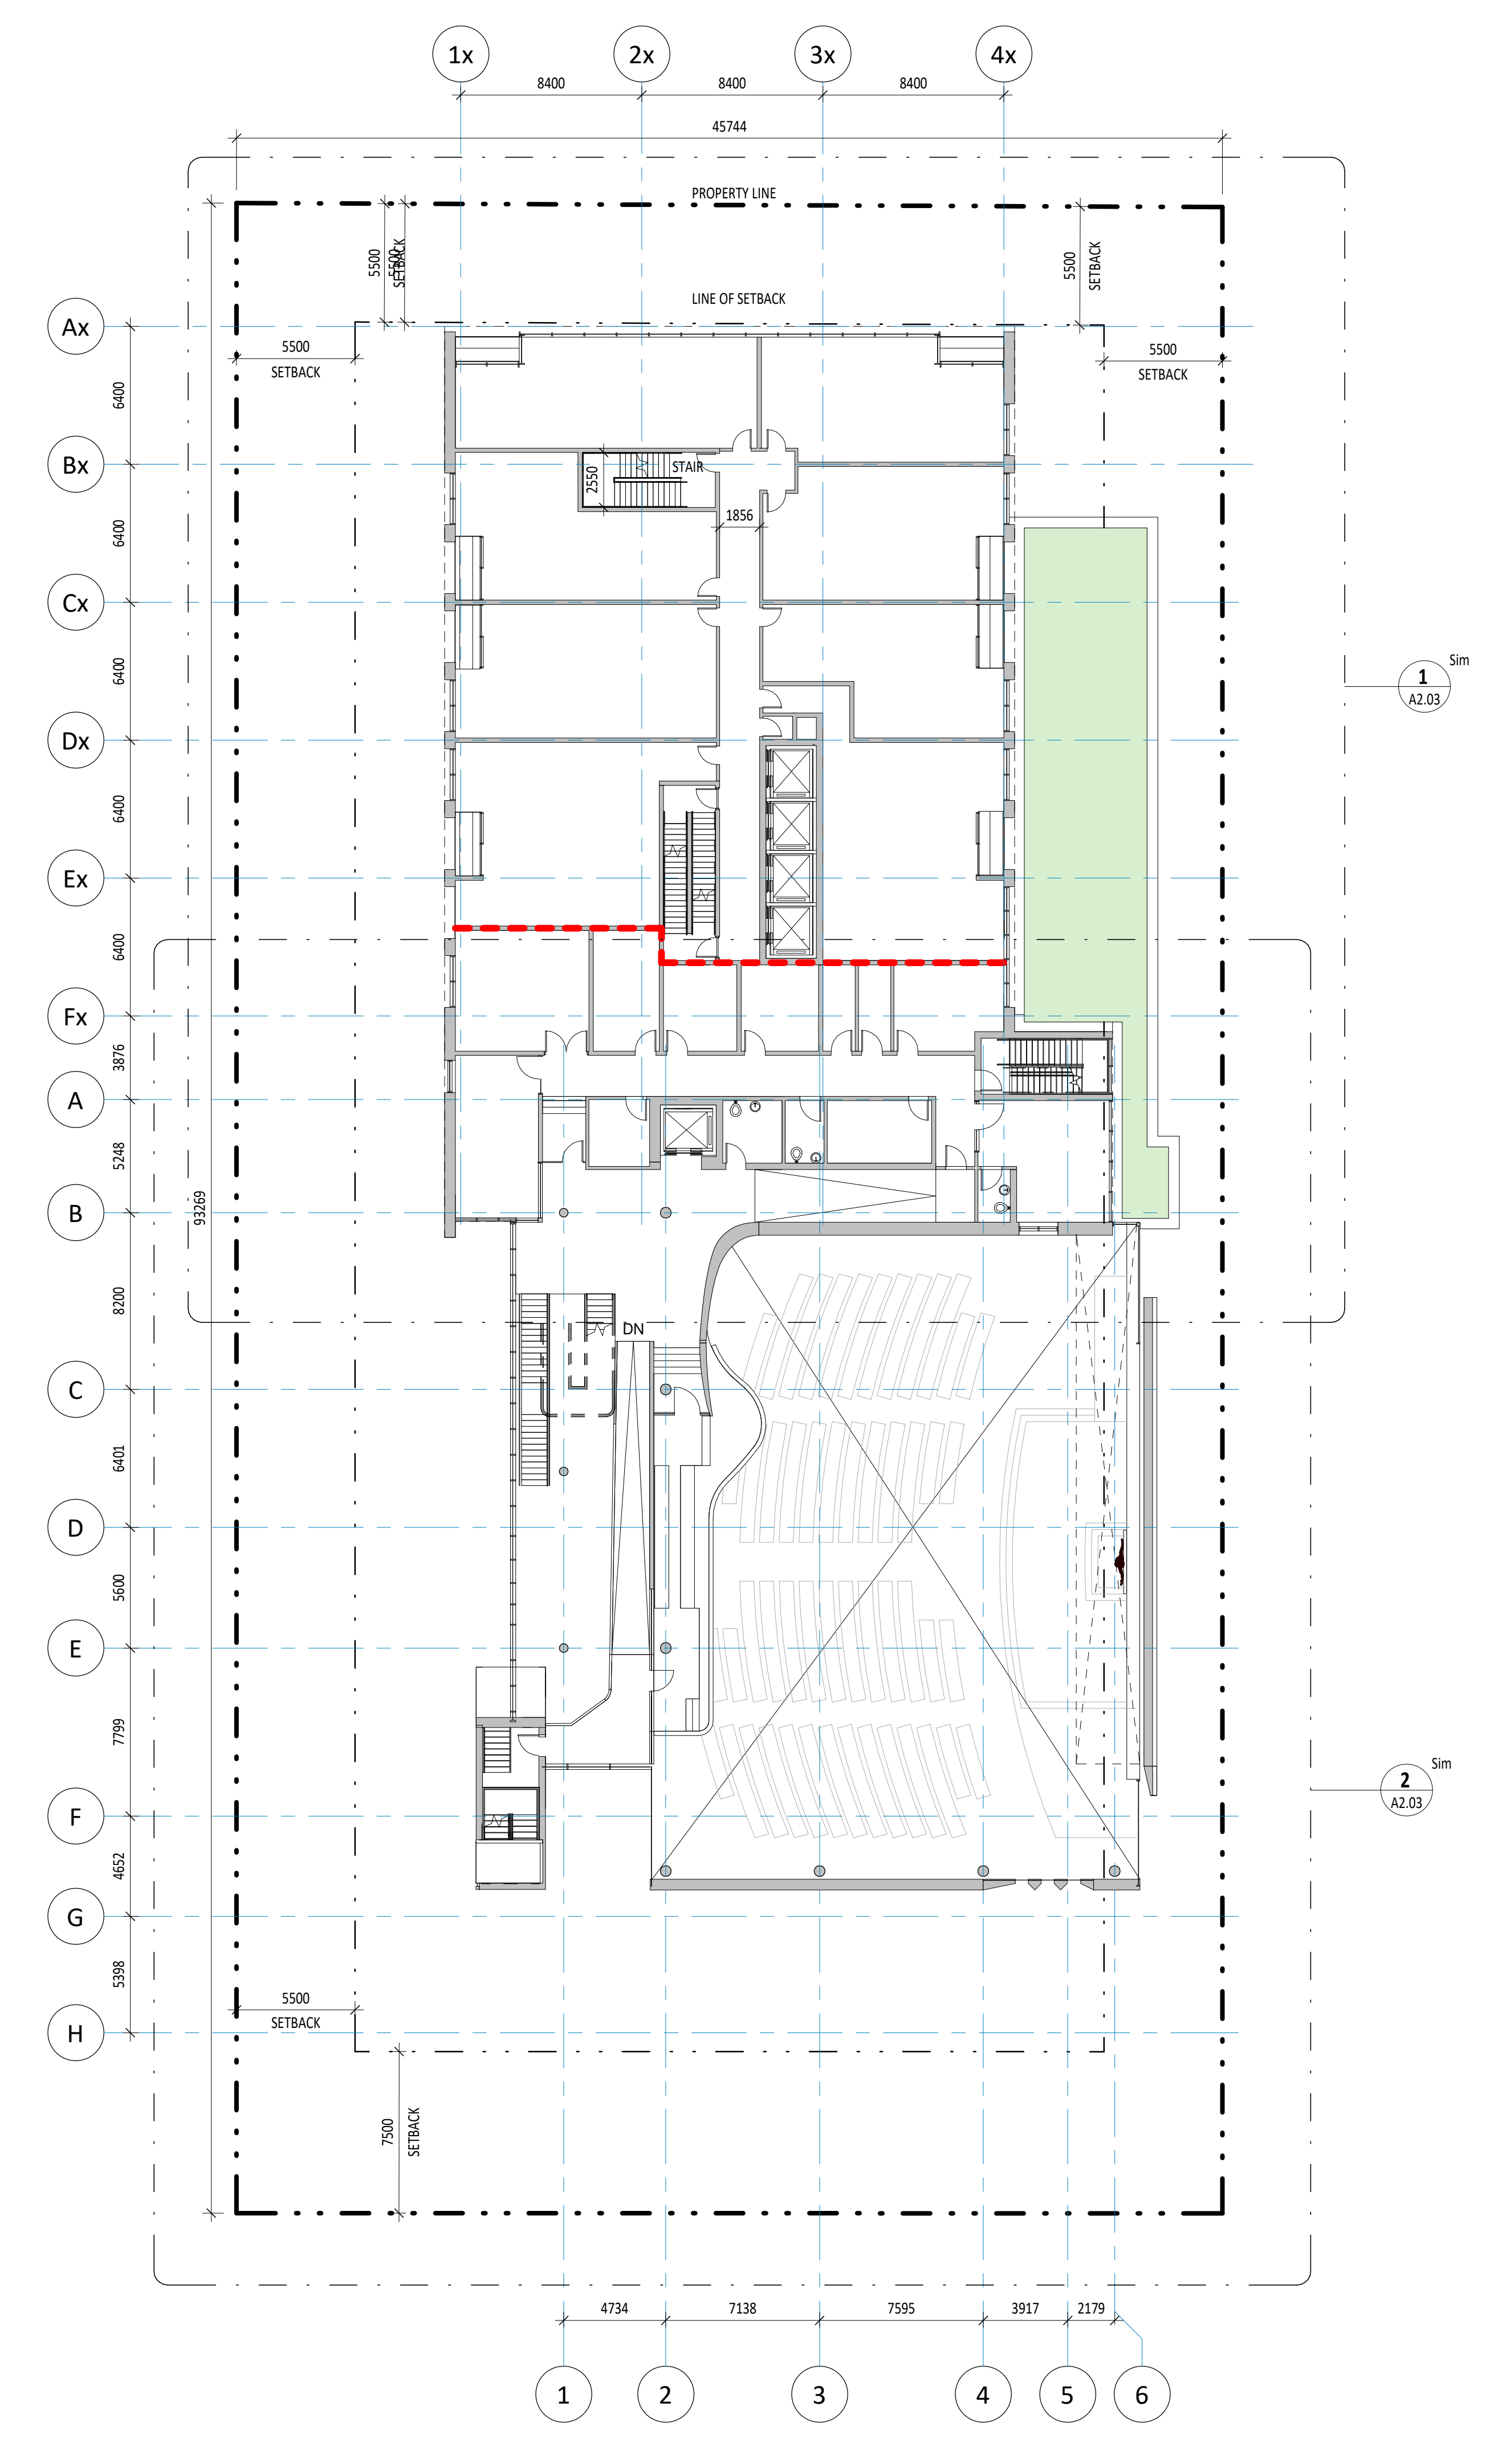 1x
2x
3x
4x
8400
8400
8400
45744
PROPERTY LINE
5500
5500
SETBACK
5500
SETBACK
LINE OF SETBACK
Ax
5500
SETBACK
5500
SETBACK
6400
Bx
STAIR
2550
1856
6400
Cx
6400
Sim
1
A2.03
Dx
6400
Ex
6400
Fx
3876
A
5248
B
93269
8200
DN
C
6401
D
5600
E
7799
Sim
2
A2.03
F
4652
G
5398
5500
SETBACK
H
7500
SETBACK
4734
7138
7595
3917
2179
1
2
3
4
5
6